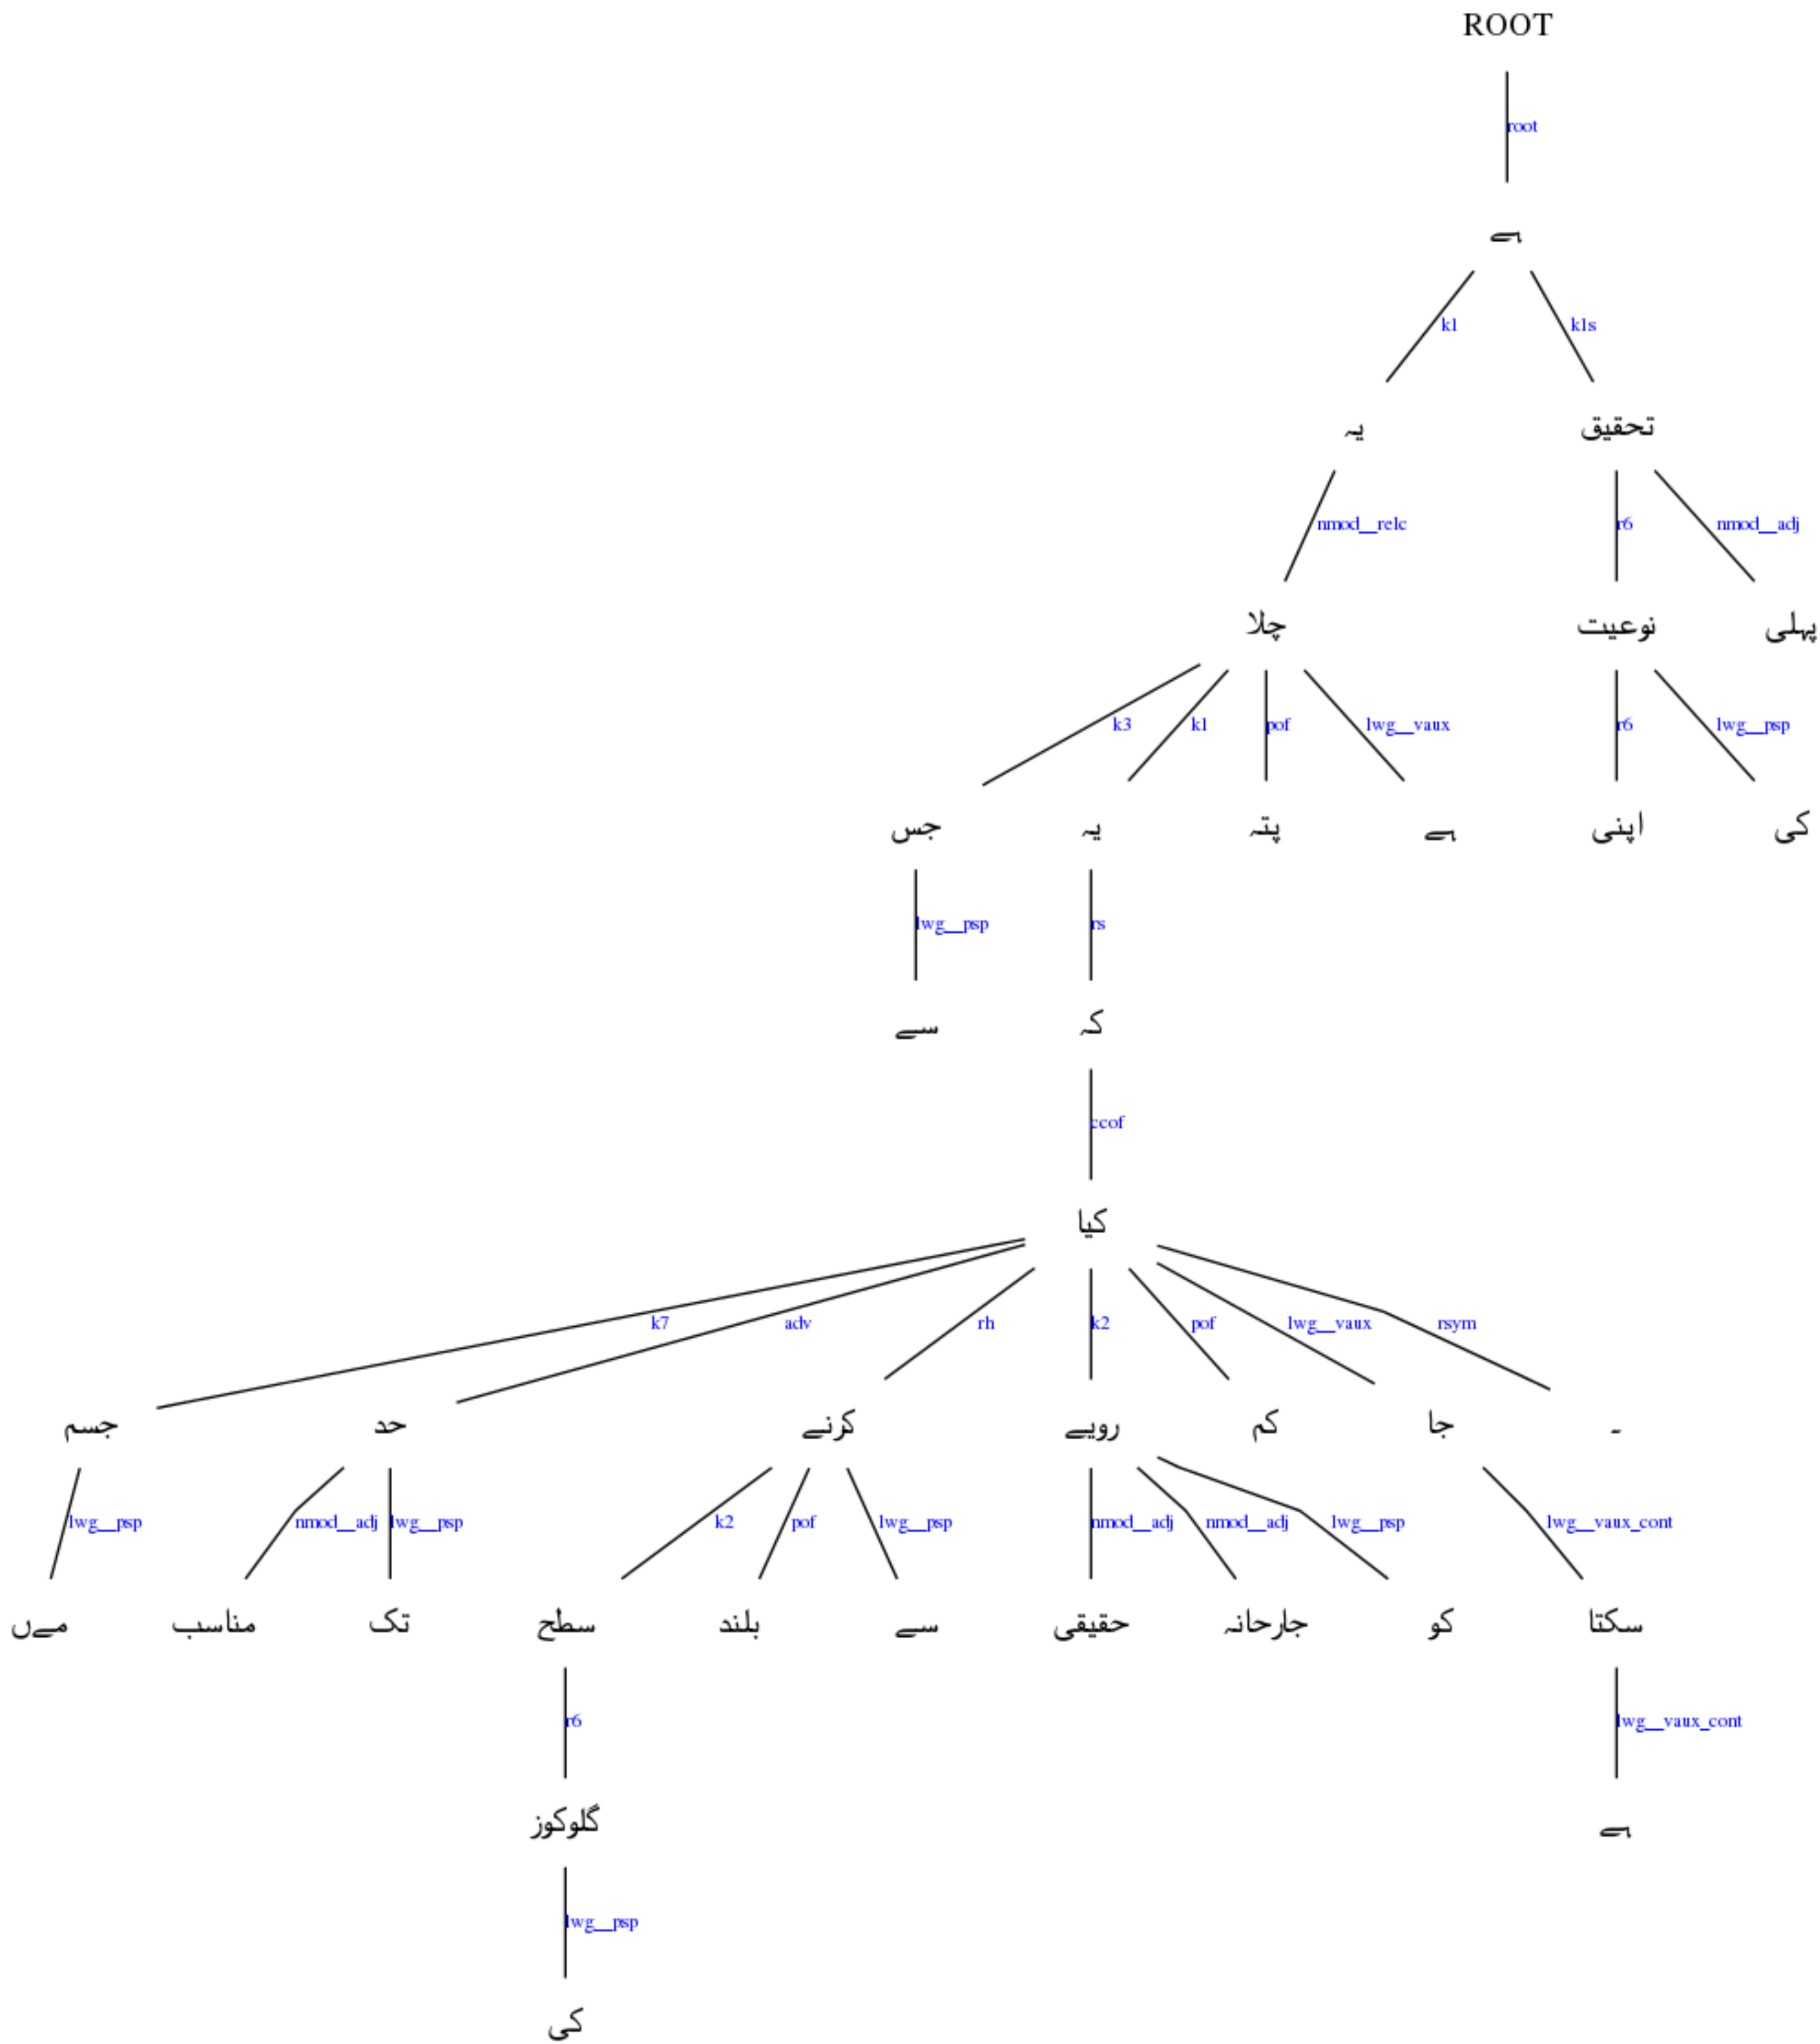 ROOT
root
ہے
k1 k1s
یہ تحقیق
nmod__relc r6 nmod__adj
چلا نوعیت پہلی
k3 k1 pof lwg__vaux r6 lwg__psp
جس یہ پتہ ہے اپنی کی
lwg__psp rs
سے کہ
ccof
کیا
k7 adv rh k2 pof lwg__vaux rsym
جسم حد کرنے رویے کم جا ۔
lwg__psp nmod__adj lwg__psp k2 pof lwg__psp nmod__adj nmod__adj lwg__psp lwg__vaux_cont
مےں مناسب تک سطح بلند سے حقیقی جارحانہ کو سکتا
r6 lwg__vaux_cont
گلوکوز ہے
lwg__psp
کی